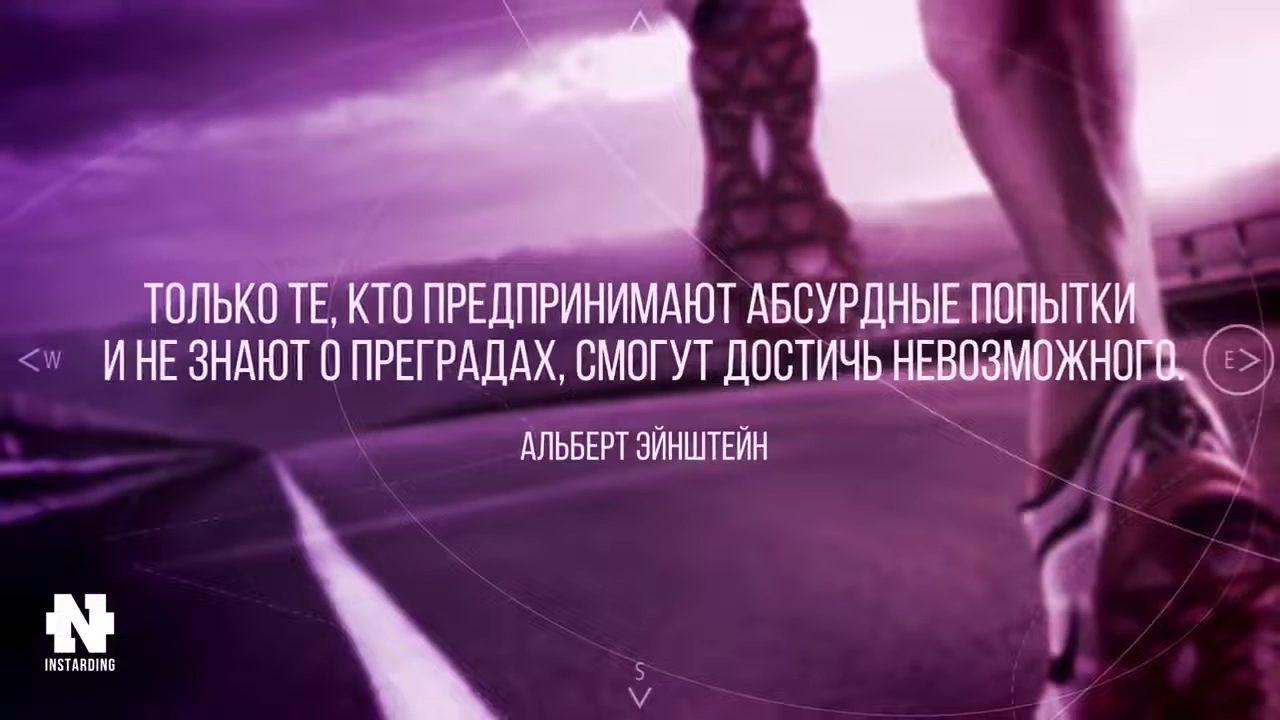 ТОЛЬКО ТЕ, КТО ПРЕДПРИНИМАЮТ АБСУРДНЫЕ ПОПЫТКИ
И НЕ ЗНАЮТ О ПРЕГРАДАХ, СМОГУТ ДОСТИЧЬ НЕВОЗМОЖНОГО.
АЛЬБЕРТ ЭЙНШТЕЙН
W
E
S
N
INSTARDING